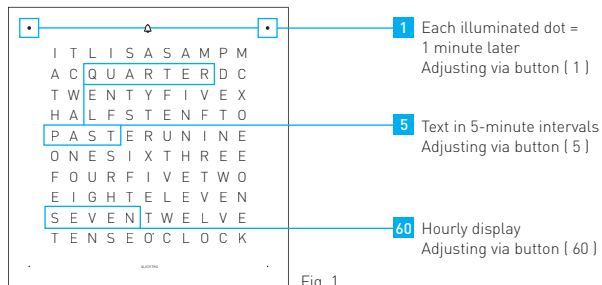 I T L I S A S A M P M
A C Q U A R T E R D C
T W E N T Y F I V E X
H A L F S T E N F T O
P A S T E R U N I N E
O N E S I X T H R E E
F O U R F I V E T W O
E I G H T E L E V E N
S E V E N T W E L V E
T E N S E O' C L O C K
1 Each illuminated dot =
1 minute later
Adjusting via button ( 1 )
5 Text in 5-minute intervals
Adjusting via button ( 5 )
60 Hourly display
Adjusting via button ( 60 )
Fig. 1